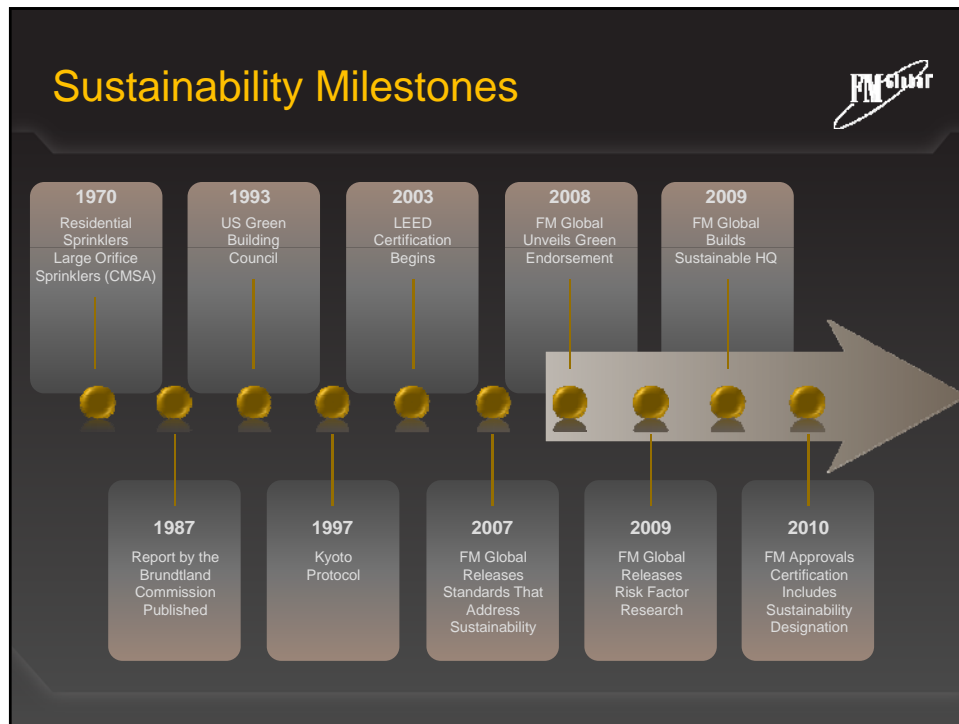 Sustainability Milestones
FM Global
1970
Residential
Sprinklers
Large Orifice
Sprinklers (CMSA)
1993
US Green
Building
Council
2003
LEED
Certification
Begins
2008
FM Global
Unveils Green
Endorsement
2009
FM Global
Builds
Sustainable HQ
1987
Report by the
Brundtland
Commission
Published
1997
Kyoto
Protocol
2007
FM Global
Releases
Standards That
Address
Sustainability
2009
FM Global
Releases
Risk Factor
Research
2010
FM Approvals
Certification
Includes
Sustainability
Designation